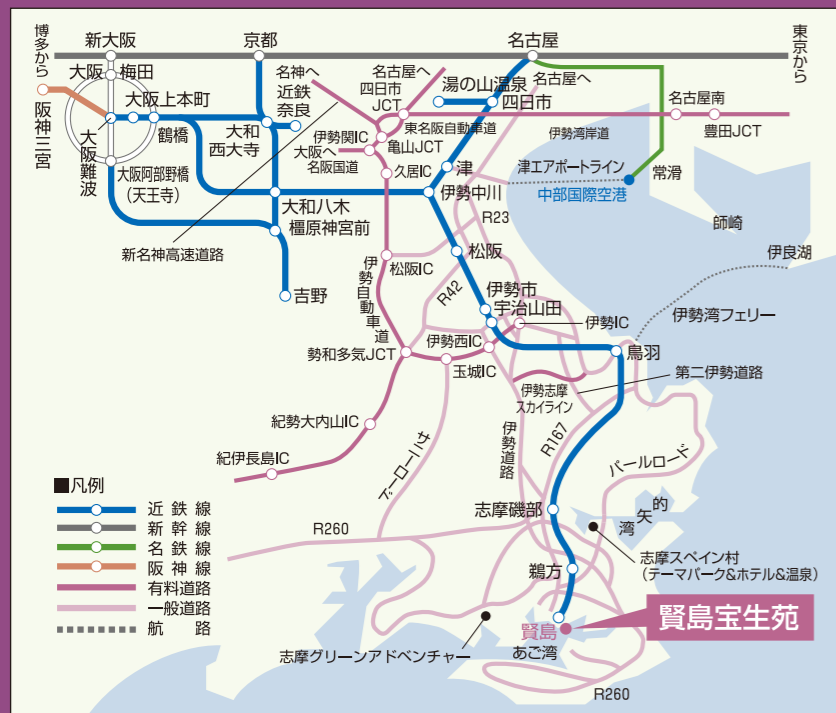 博多から
新大阪
京都
名古屋
東京から
大阪
梅田
阪神三宮
大阪上本町
鶴橋
大阪難波
大阪阿部野橋
(天王寺)
大和
西大寺
近鉄
奈良
名神へ
名古屋へ
四日市
JCT
湯の山温泉
名古屋へ
四日市
伊勢関IC
亀山JCT
東名阪自動車道
大阪へ
名阪国道
久居IC
伊勢湾岸道
名古屋南
豊田JCT
津
津エアポートライン
常滑
中部国際空港
伊勢中川
大和八木
橿原神宮前
新名神高速道路
吉野
R23
師崎
松阪
松阪IC
伊良湖
R42
伊勢自動車道
伊勢市
宇治山田
伊勢IC
伊勢湾フェリー
伊勢西IC
勢和多気JCT
玉城IC
鳥羽
第二伊勢道路
伊勢志摩
スカイライン
紀勢大内山IC
紀伊長島IC
サニーロード
伊勢道路
R167
パールロード
■凡例
近鉄線
新幹線
名鉄線
阪神線
有料道路
一般道路
航路
R260
志摩磯部
的矢湾
志摩スペイン村
(テーマパーク&ホテル&温泉)
鵜方
賢島
賢島宝生苑
あご湾
志摩グリーンアドベンチャー
R260